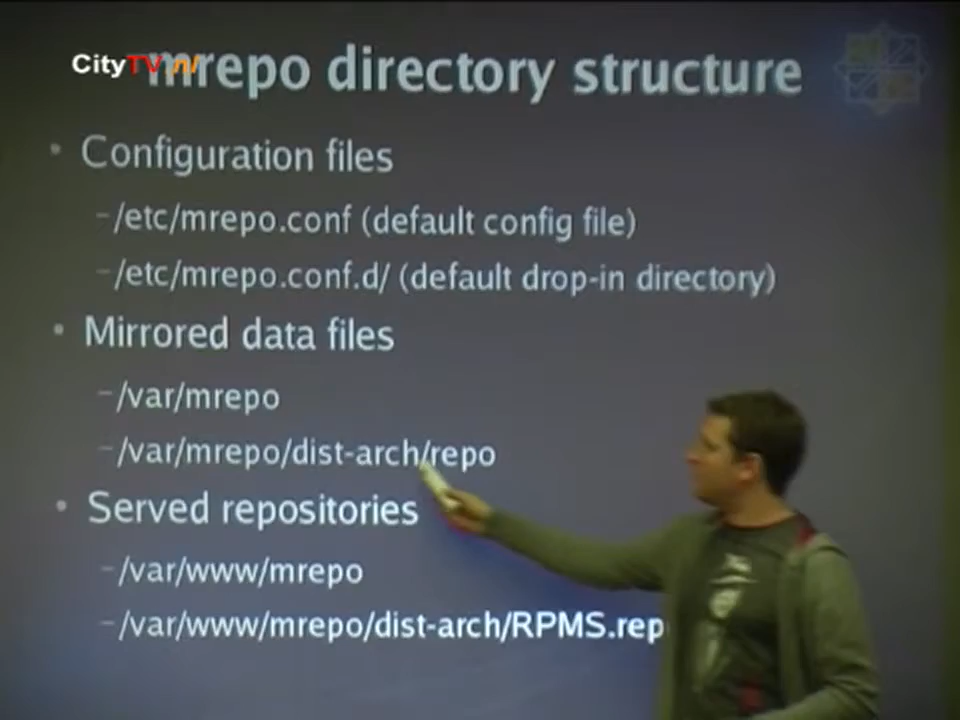 CityTV.nl
mrepo directory structure
• Configuration files
–/etc/mrepo.conf (default config file)
–/etc/mrepo.conf.d/ (default drop-in directory)
• Mirrored data files
–/var/mrepo
–/var/mrepo/dist-arch/repo
• Served repositories
–/var/www/mrepo
–/var/www/mrepo/dist-arch/RPMS.rep